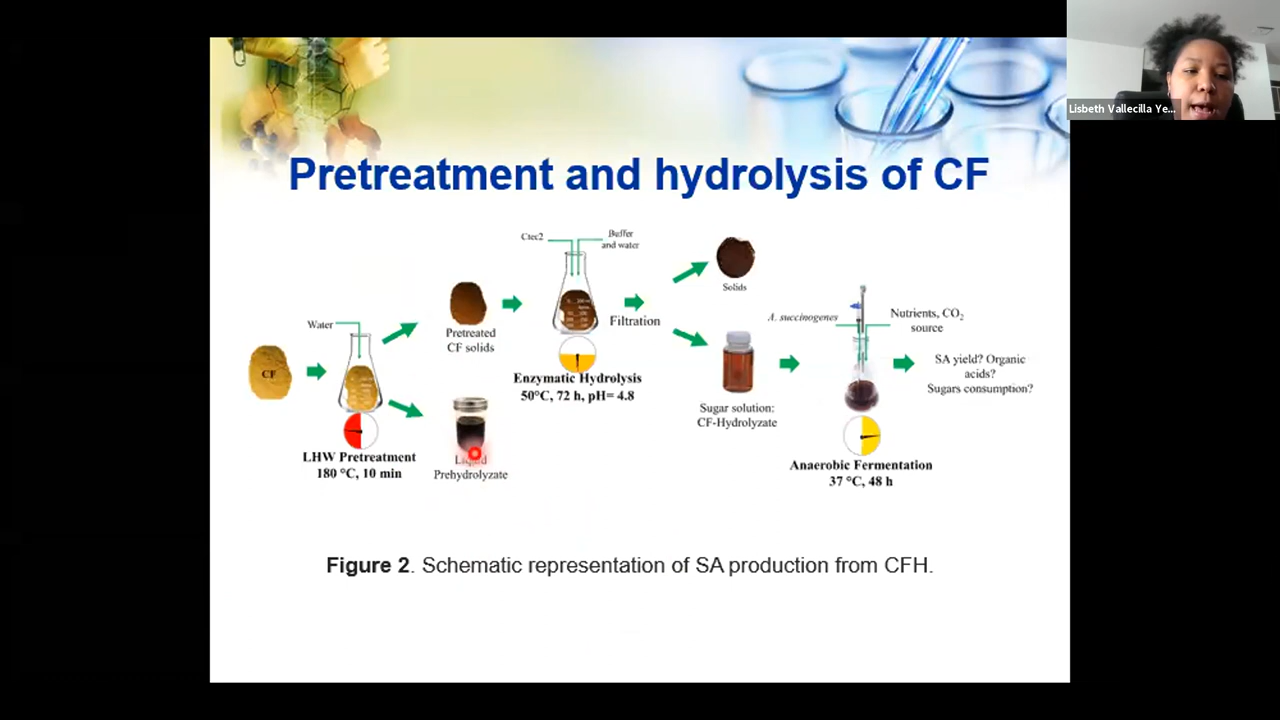 Lisbeth Vallecilla Ye...
Pretreatment and hydrolysis of CF
Ctec2
Buffer
and water
Water
CF
LHW Pretreatment
180 °C, 10 min
Pretreated
CF solids
Liquid
Prehydrolyzate
Enzymatic Hydrolysis
50°C, 72 h, pH= 4.8
Filtration
Solids
Sugar solution:
CF-Hydrolyzate
A. succinogenes
Nutrients, CO₂
source
Anaerobic Fermentation
37 °C, 48 h
SA yield? Organic
acids?
Sugars consumption?
Figure 2. Schematic representation of SA production from CFH.